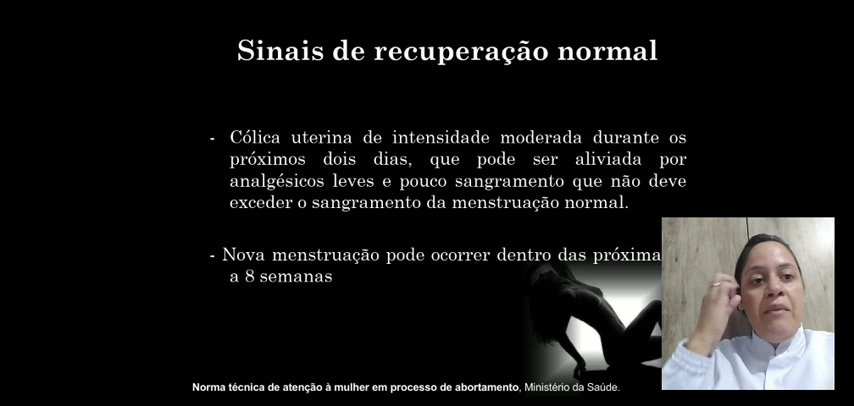 Sinais de recuperação normal
- Cólica uterina de intensidade moderada durante os
próximos dois dias, que pode ser aliviada por
analgésicos leves e pouco sangramento que não deve
exceder o sangramento da menstruação normal.
- Nova menstruação pode ocorrer dentro das
a 8 semanas
Norma técnica de atenção à mulher em processo de abortamento, Ministério da Saúde.